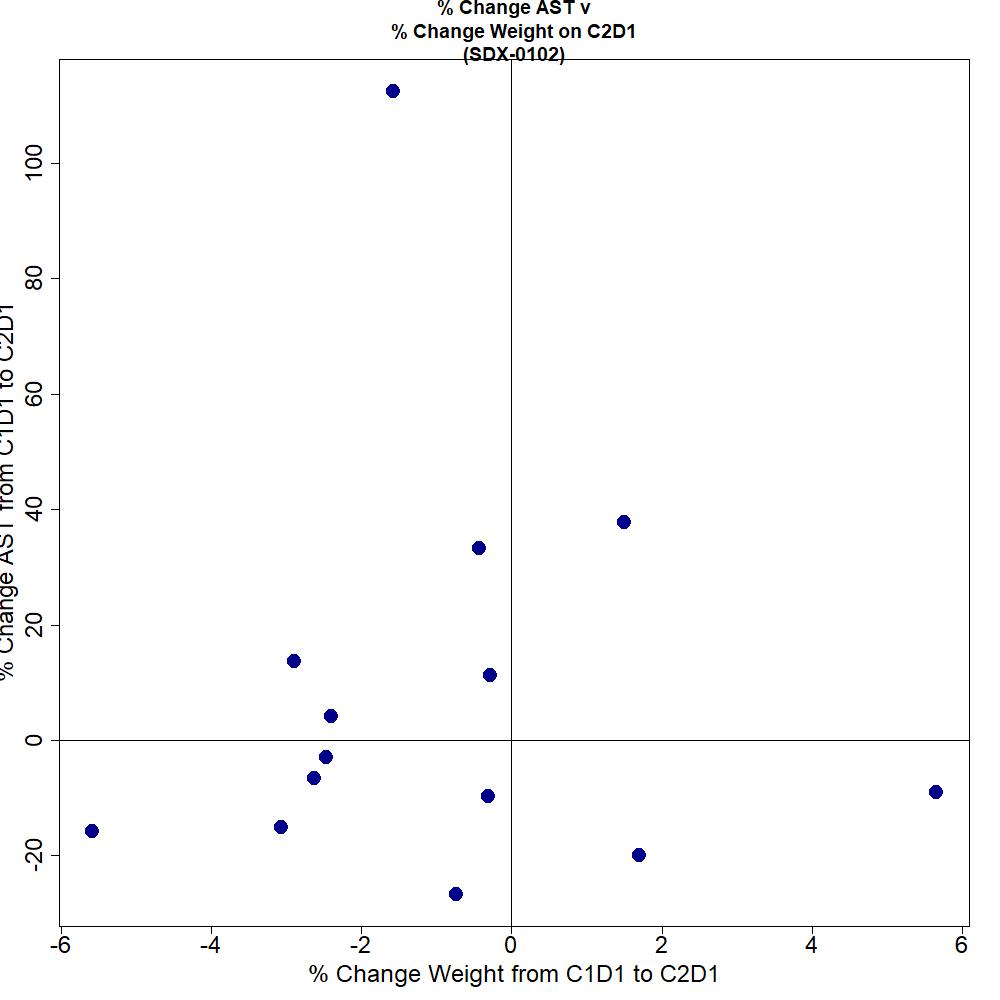 % Change AST v
% Change Weight on C2D1
(SDX-0102)
% Change AST from C1D1 to C2D1
100
80
60
40
20
0
-20
-6 -4 -2 0 2 4 6
% Change Weight from C1D1 to C2D1